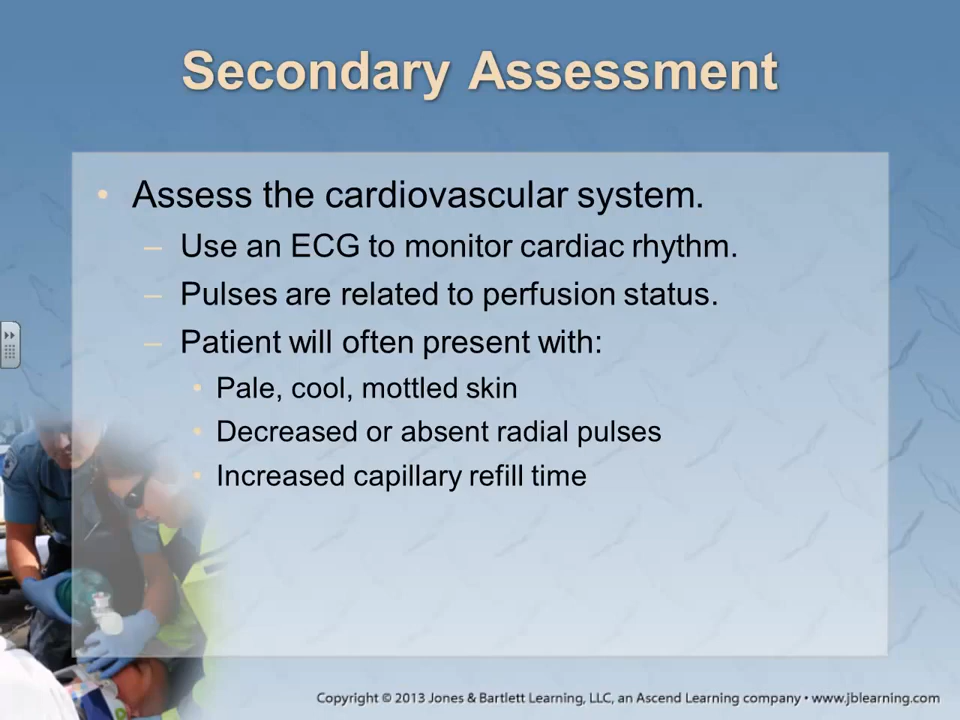 Secondary Assessment
• Assess the cardiovascular system.
– Use an ECG to monitor cardiac rhythm.
– Pulses are related to perfusion status.
– Patient will often present with:
• Pale, cool, mottled skin
• Decreased or absent radial pulses
• Increased capillary refill time
Copyright © 2013 Jones & Bartlett Learning, LLC, an Ascend Learning company • www.jblearning.com